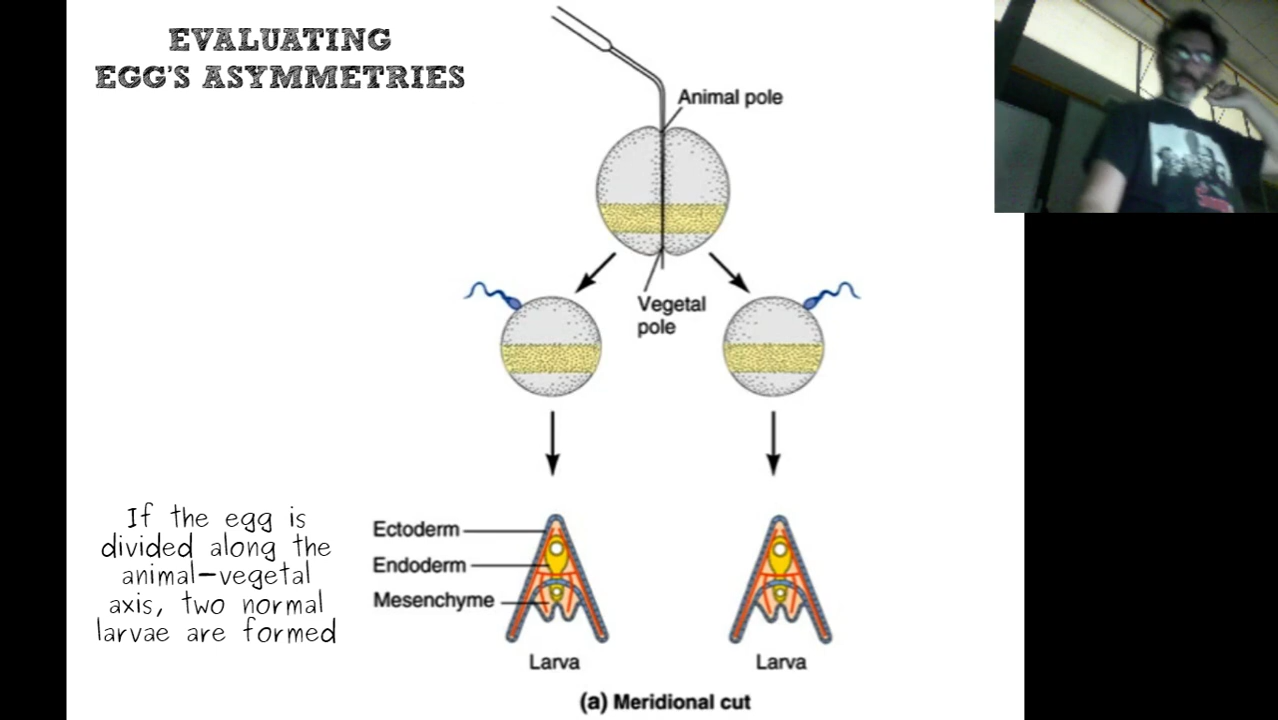 EVALUATING
EGG'S ASYMMETRIES
Animal pole
Vegetal
pole
If the egg is
divided along the
animal-vegetal
axis, two normal
larvae are formed
Ectoderm
Endoderm
Mesenchyme
Larva
Larva
(a) Meridional cut